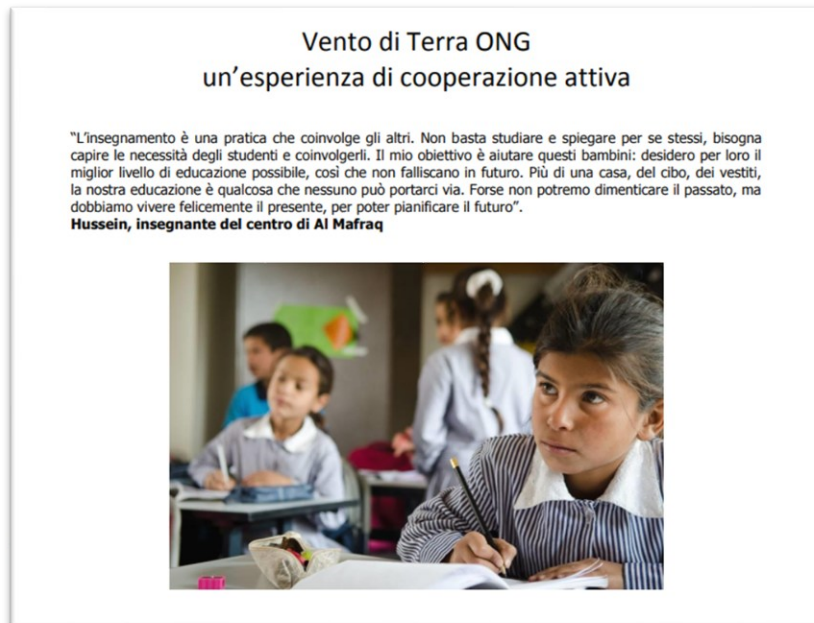 Vento di Terra ONG
un’esperienza di cooperazione attiva
“L’insegnamento è una pratica che coinvolge gli altri. Non basta studiare e spiegare per se stessi, bisogna
capire le necessità degli studenti e coinvolgerli. Il mio obiettivo è aiutare questi bambini: desidero per loro il
miglior livello di educazione possibile, così che non falliscano in futuro. Più di una casa, del cibo, dei vestiti,
la nostra educazione è qualcosa che nessuno può portarci via. Forse non potremo dimenticare il passato, ma
dobbiamo vivere felicemente il presente, per poter pianificare il futuro”.
Hussein, insegnante del centro di Al Mafraq